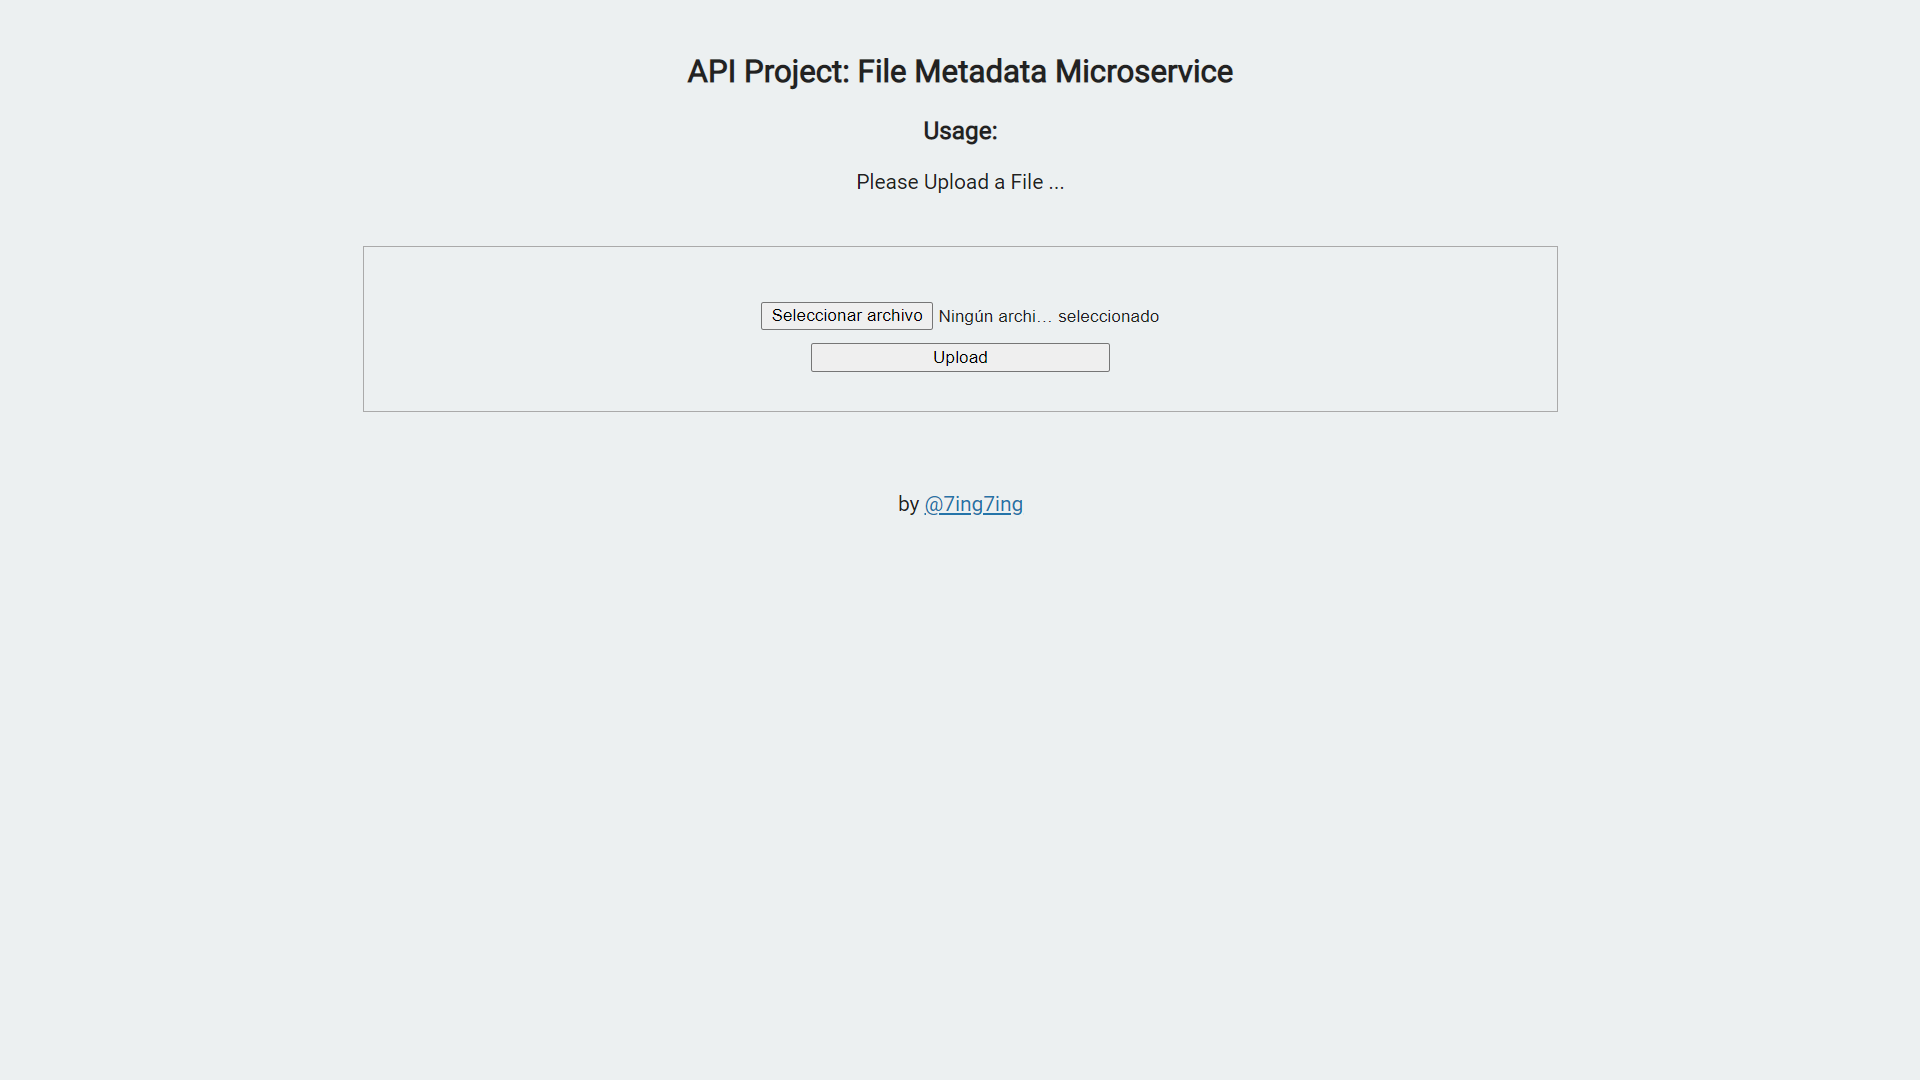 API Project: File Metadata Microservice
Usage:
Please Upload a File ...
Seleccionar archivo Ningún archi... seleccionado
Upload
by @7ing7ing